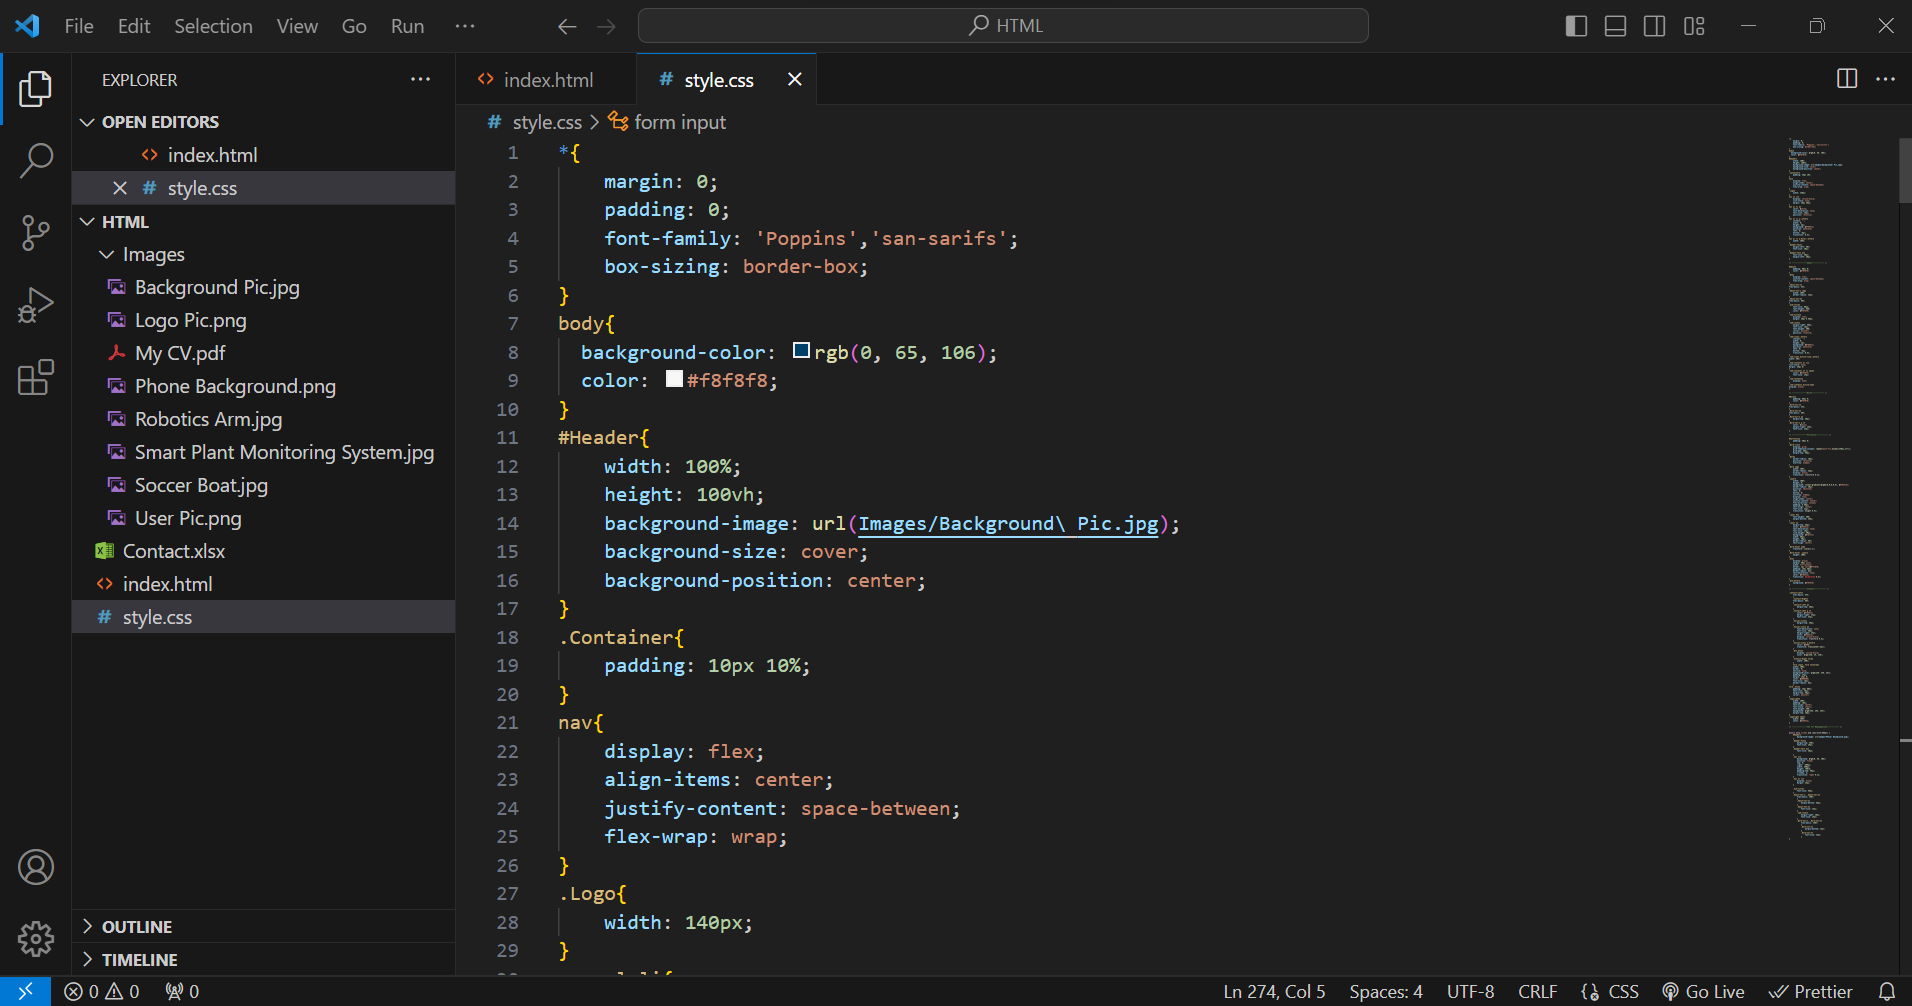 File Edit Selection View Go Run ··· HTML
EXPLORER ···
OPEN EDITORS
<> index.html
# style.css
HTML
Images
Background Pic.jpg
Logo Pic.png
My CV.pdf
Phone Background.png
Robotics Arm.jpg
Smart Plant Monitoring System.jpg
Soccer Boat.jpg
User Pic.png
Contact.xlsx
<> index.html
# style.css
OUTLINE
TIMELINE
<> index.html # style.css
# style.css > form input
1 *{
2 margin: 0;
3 padding: 0;
4 font-family: 'Poppins','san-sarifs';
5 box-sizing: border-box;
6 }
7 body{
8 background-color: rgb(0, 65, 106);
9 color: #f8f8f8;
10 }
11 #Header{
12 width: 100%;
13 height: 100vh;
14 background-image: url(Images/Background\ Pic.jpg);
15 background-size: cover;
16 background-position: center;
17 }
18 .Container{
19 padding: 10px 10%;
20 }
21 nav{
22 display: flex;
23 align-items: center;
24 justify-content: space-between;
25 flex-wrap: wrap;
26 }
27 .Logo{
28 width: 140px;
29 }
0 0 0 Ln 274, Col 5 Spaces: 4 UTF-8 CRLF {} CSS Go Live Prettier